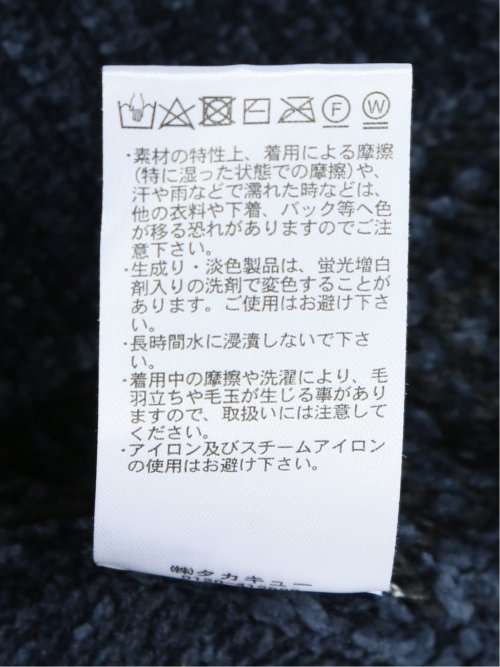 F W
・素材の特性上、着用による摩擦
(特に湿った状態での摩擦)や、
汗や雨などで濡れた時などは、
他の衣料や下着、バック等へ色
が移る恐れがありますのでご注
意下さい。
・生成り・淡色製品は、蛍光増白
剤入りの洗剤で変色することが
あります。ご使用はお避け下さ
い。
・長時間水に浸漬しないで下さ
い。
・着用中の摩擦や洗濯により、毛
羽立ちや毛玉が生じる事があり
ますので、取扱いには注意して
ください。
・アイロン及びスチームアイロン
の使用はお避け下さい。
㈱タカキュー